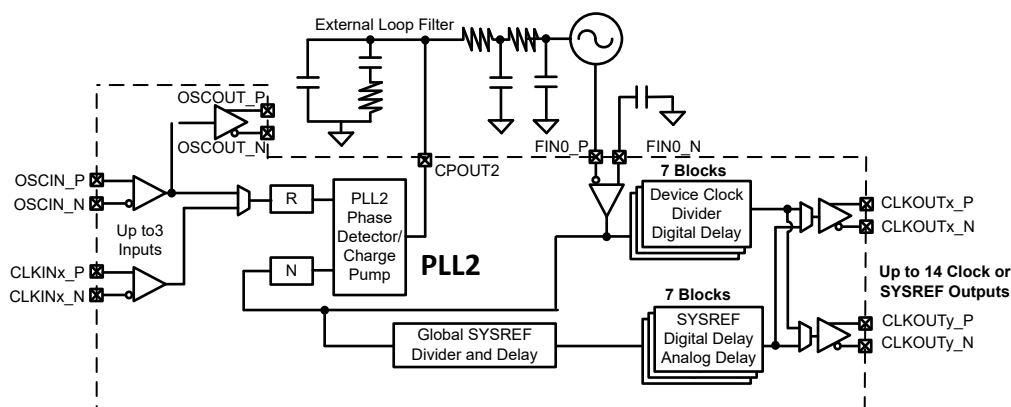 External Loop Filter
OSCOUT_P
OSCOUT_N
FIN0_P
FIN0_N
CPOUT2
OSCIN_P
OSCIN_N
Up to3
Inputs
CLKINx_P
CLKINx_N
R
N
PLL2
Phase
Detector/
Charge
Pump
PLL2
7 Blocks
Device Clock
Divider
Digital Delay
CLKOUTx_P
CLKOUTx_N
Up to 14 Clock or
SYSREF Outputs
Global SYSREF
Divider and Delay
7 Blocks
SYSREF
Digital Delay
Analog Delay
CLKOUTy_P
CLKOUTy_N